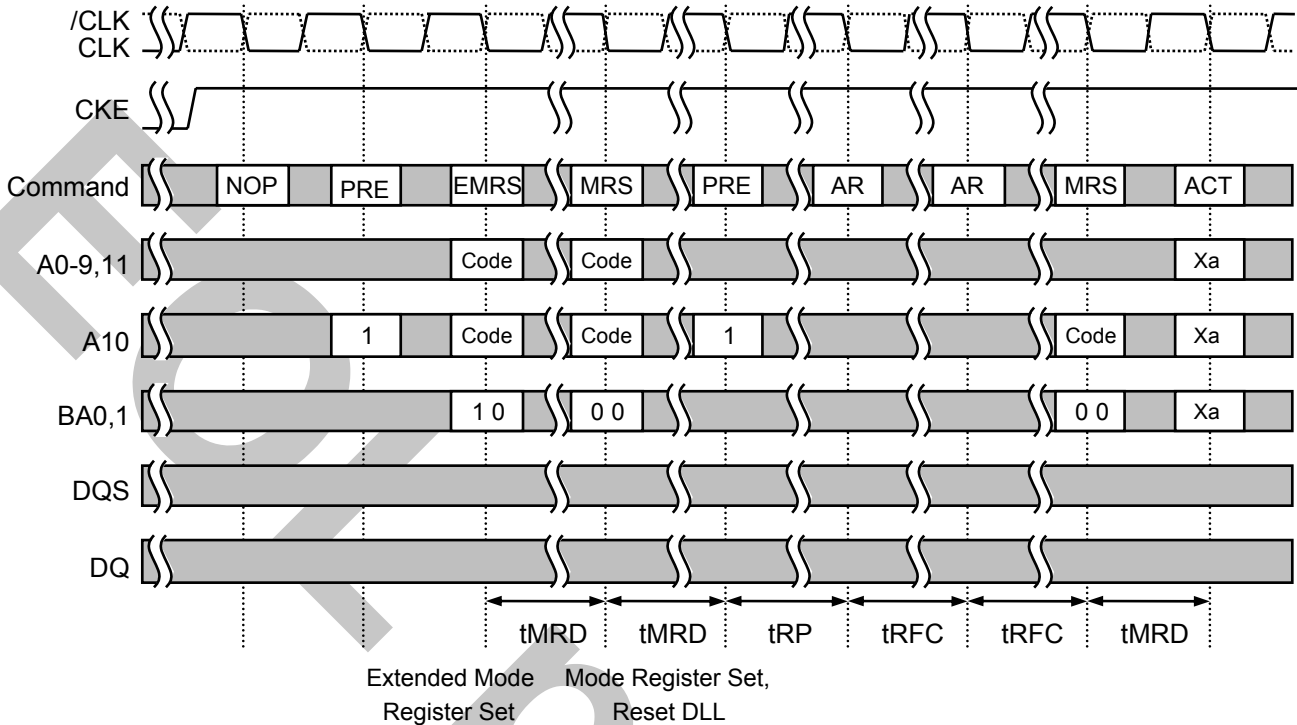 /CLK
CLK
CKE
Command NOP PRE EMRS MRS PRE AR AR MRS ACT
A0-9,11 Code Code Xa
A10 1 Code Code 1 Code Xa
BA0,1 1 0 0 0 0 0 Xa
DQS
DQ
tMRD tMRD tRP tRFC tRFC tMRD
Extended Mode Mode Register Set,
Register Set Reset DLL